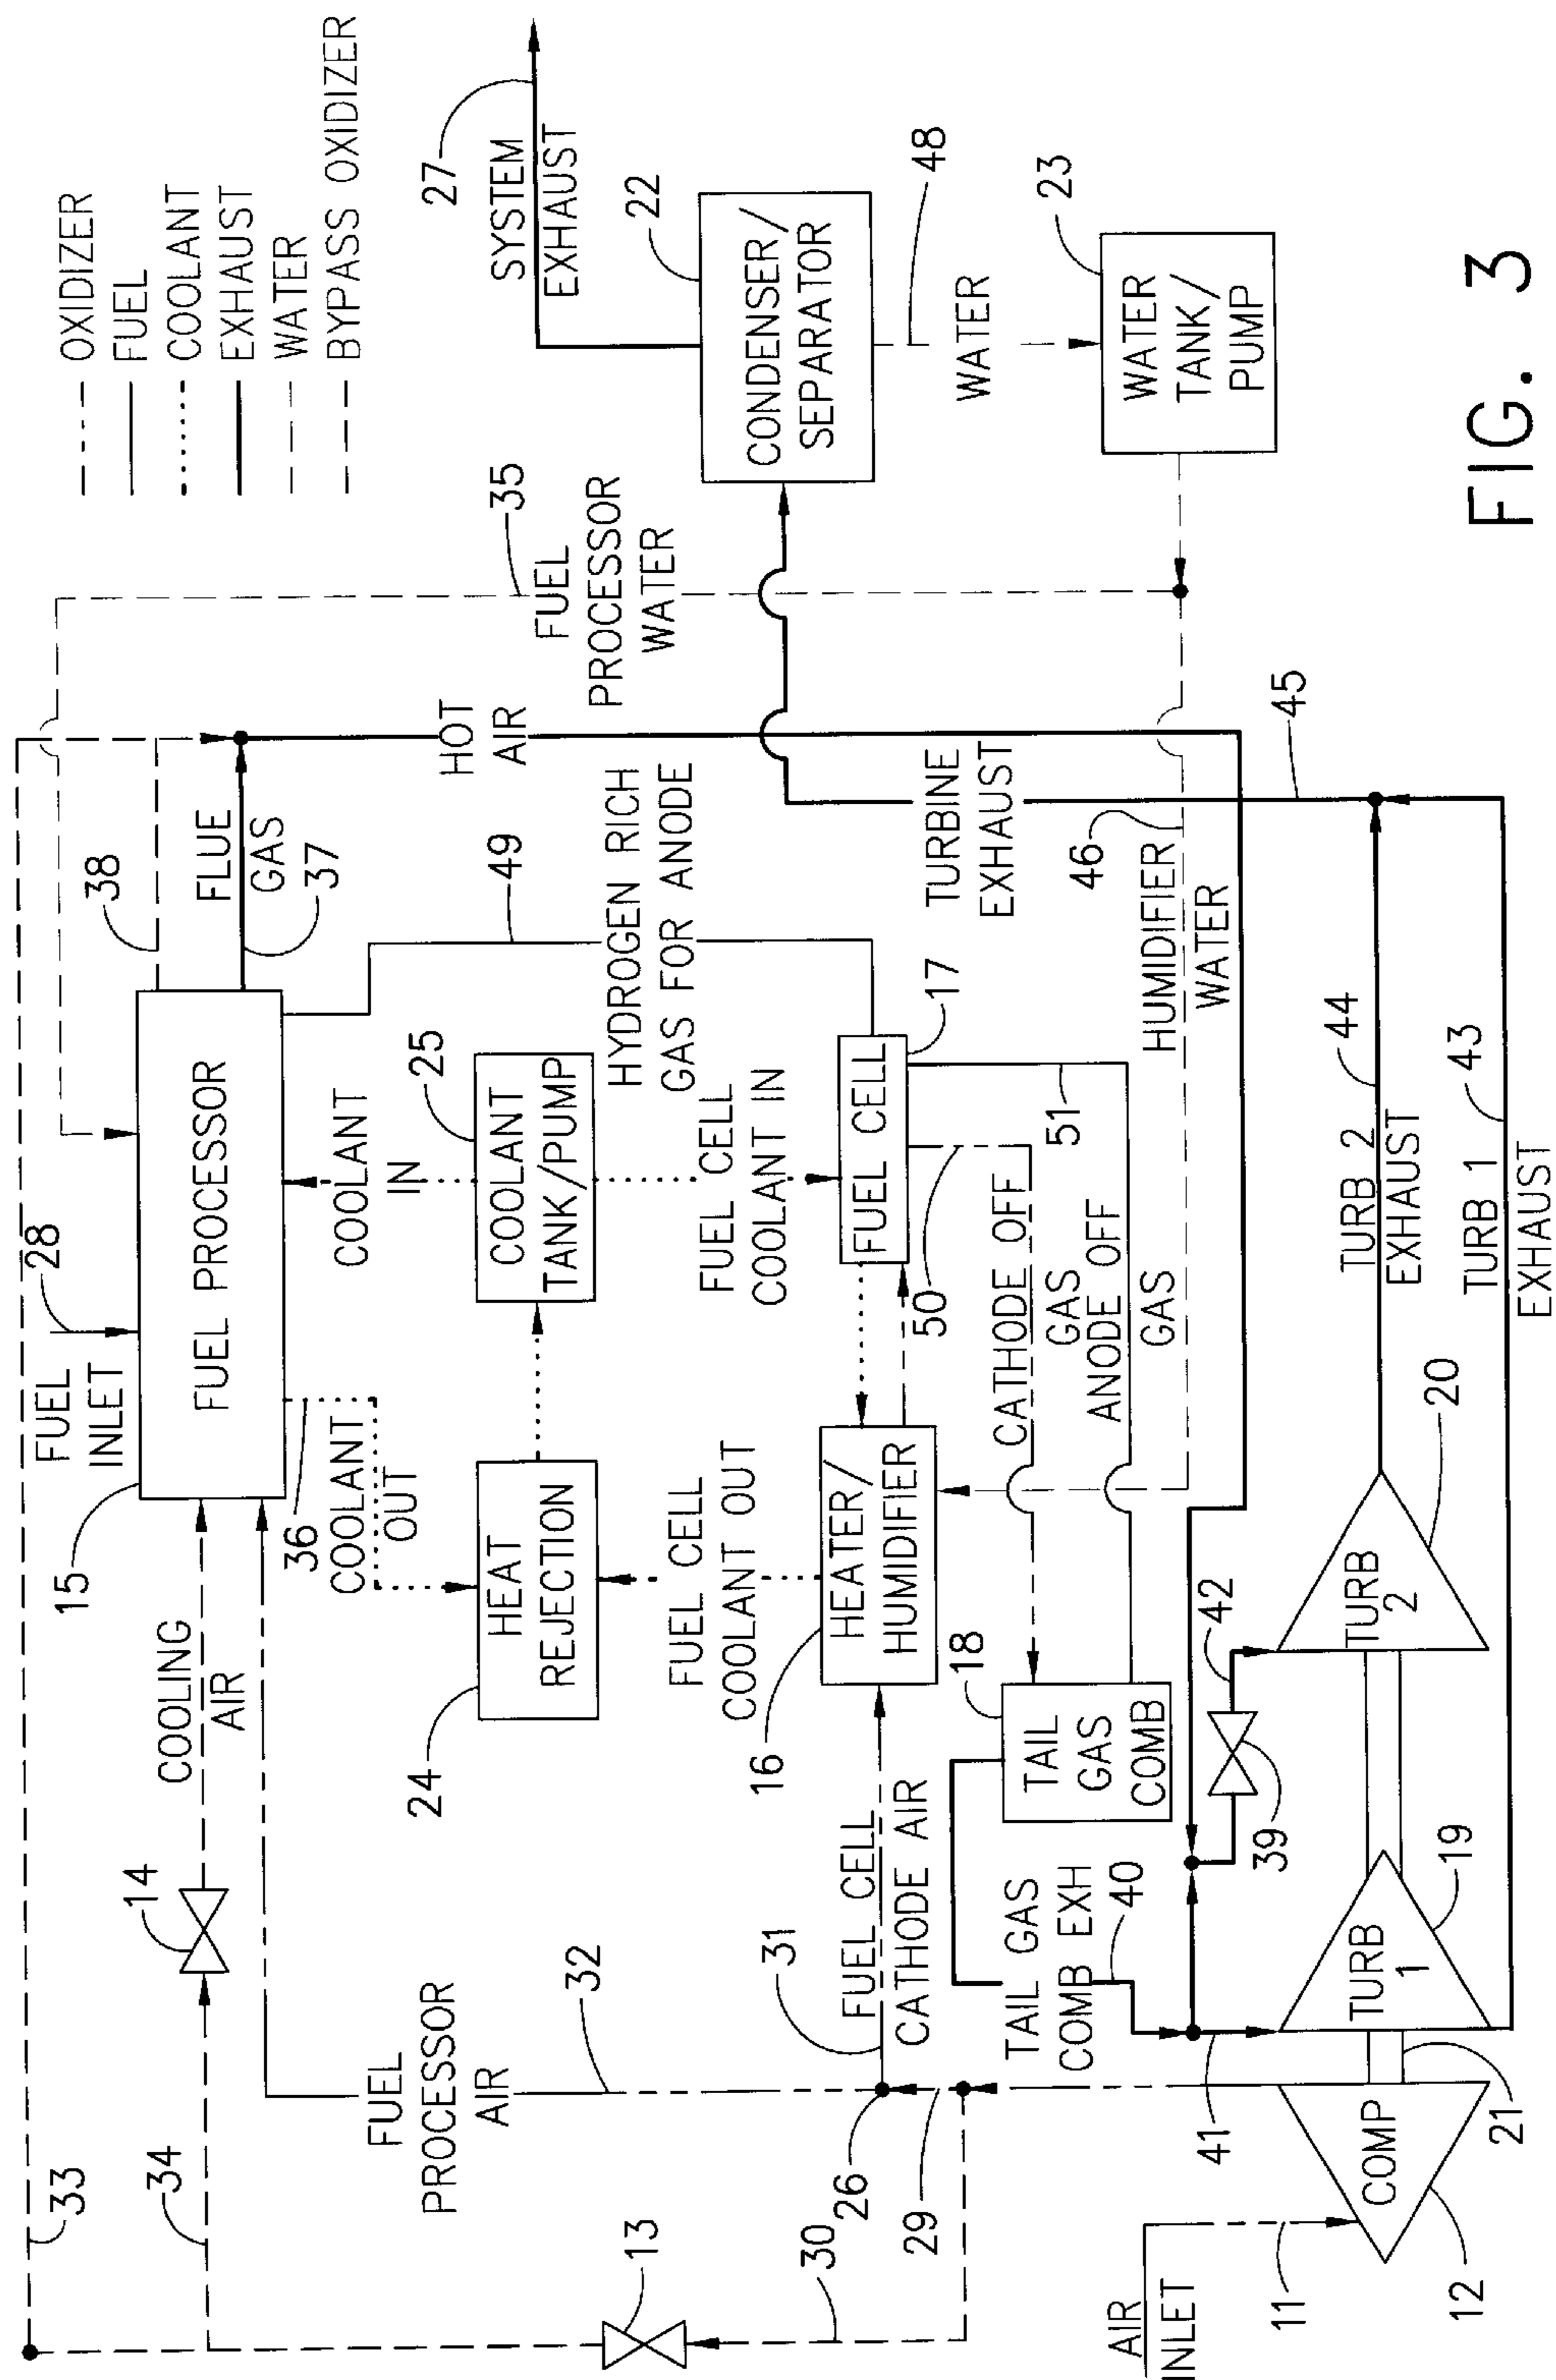 OXIDIZER
FUEL
COOLANT
EXHAUST
WATER
BYPASS OXIDIZER
33
34
14
COOLING
AIR
15
FUEL
INLET
28
FUEL PROCESSOR
38
FLUE
GAS
37
HOT
AIR
35
FUEL
PROCESSOR
WATER
27
SYSTEM
EXHAUST
13
30
FUEL
PROCESSOR
AIR
32
36
COOLANT
OUT
COOLANT
IN
49
HYDROGEN RICH
GAS FOR ANODE
24
HEAT
REJECTION
25
COOLANT
TANK/PUMP
22
CONDENSER/
SEPARATOR
48
WATER
23
WATER
TANK/
PUMP
FUEL CELL
COOLANT OUT
FUEL CELL
COOLANT IN
26
29
31
FUEL CELL
CATHODE AIR
16
HEATER/
HUMIDIFIER
FUEL CELL
17
50
51
CATHODE OFF
GAS
ANODE OFF
GAS
TURBINE
EXHAUST
46
HUMIDIFIER
WATER
45
TAIL GAS
COMB EXH
40
18
TAIL
GAS
COMB
39
42
AIR
INLET
11
12
COMP
21
41
TURB
1
19
TURB
2
20
TURB 2
EXHAUST
44
TURB 1
EXHAUST
43
FIG. 3